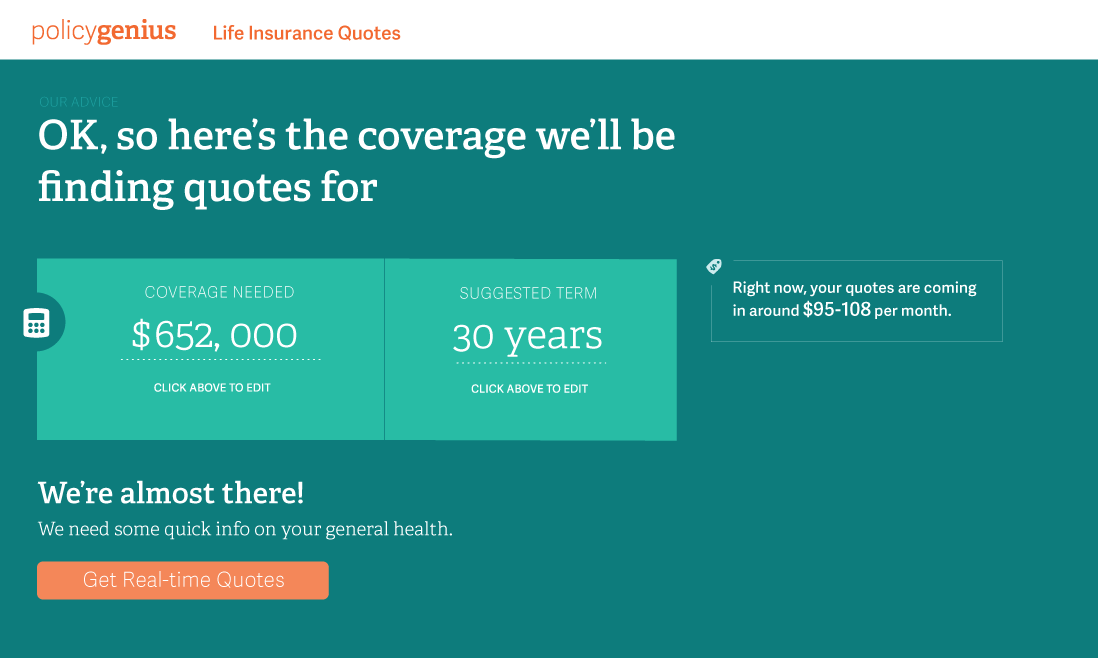 policygenius Life Insurance Quotes
OUR ADVICE
OK, so here's the coverage we'll be
finding quotes for
COVERAGE NEEDED
$652, 000
CLICK ABOVE TO EDIT
SUGGESTED TERM
30 years
CLICK ABOVE TO EDIT
Right now, your quotes are coming
in around $95-108 per month.
We're almost there!
We need some quick info on your general health.
Get Real-time Quotes